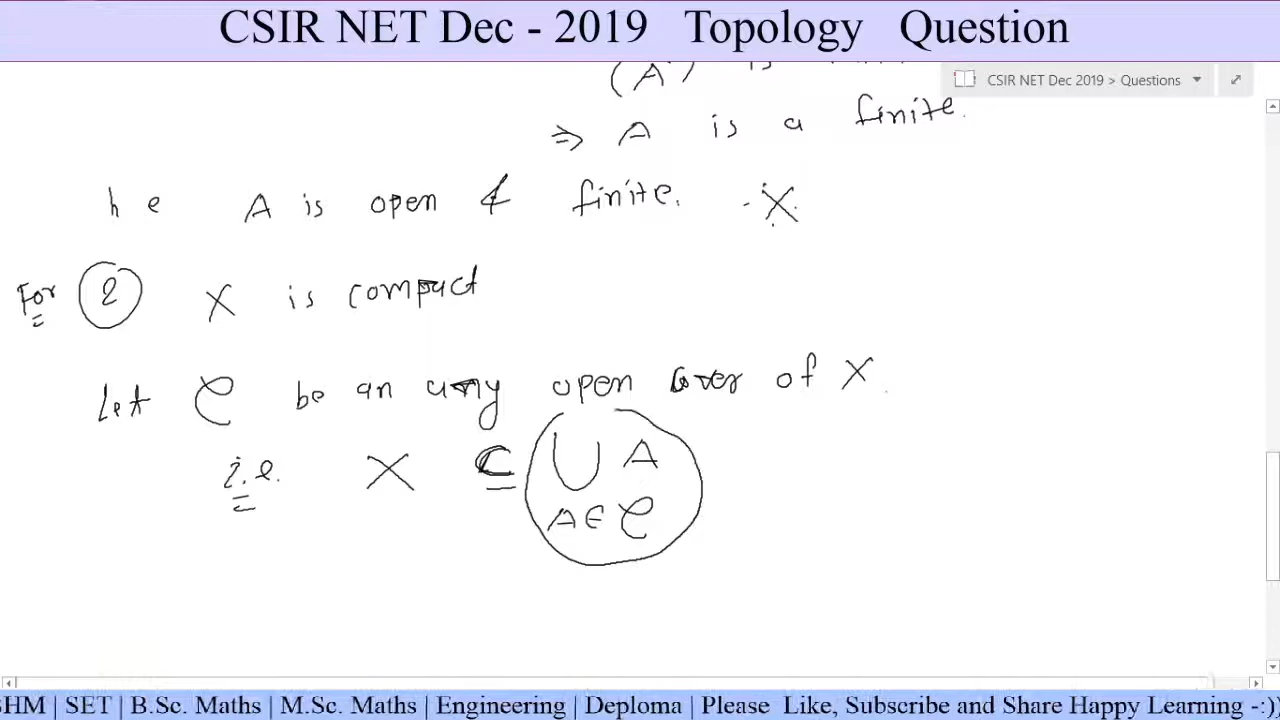 CSIR NET Dec - 2019 Topology Question
CSIR NET Dec 2019 > Questions
(A') is
⇒ A is a finite.
h e A is open & finite. X
For 2 X is compact
Let C be an any open cover of X.
i.e. X ⊆ ∪ A
A ∈ C
SHM | SET | B.Sc. Maths | M.Sc. Maths | Engineering | Deploma | Please Like, Subscribe and Share Happy Learning -:)